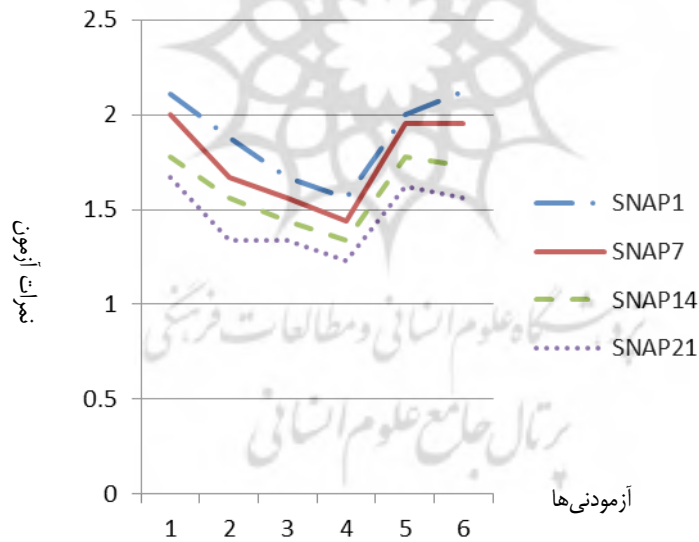 2.5
2
1.5
1
0.5
0
1 2 3 4 5 6
نمرات آزمون
آزمودنی‌ها
SNAP1
SNAP7
SNAP14
SNAP21
پژوهشگاه علوم انسانی و مطالعات فرهنگی
پرتال جامع علوم انسانی